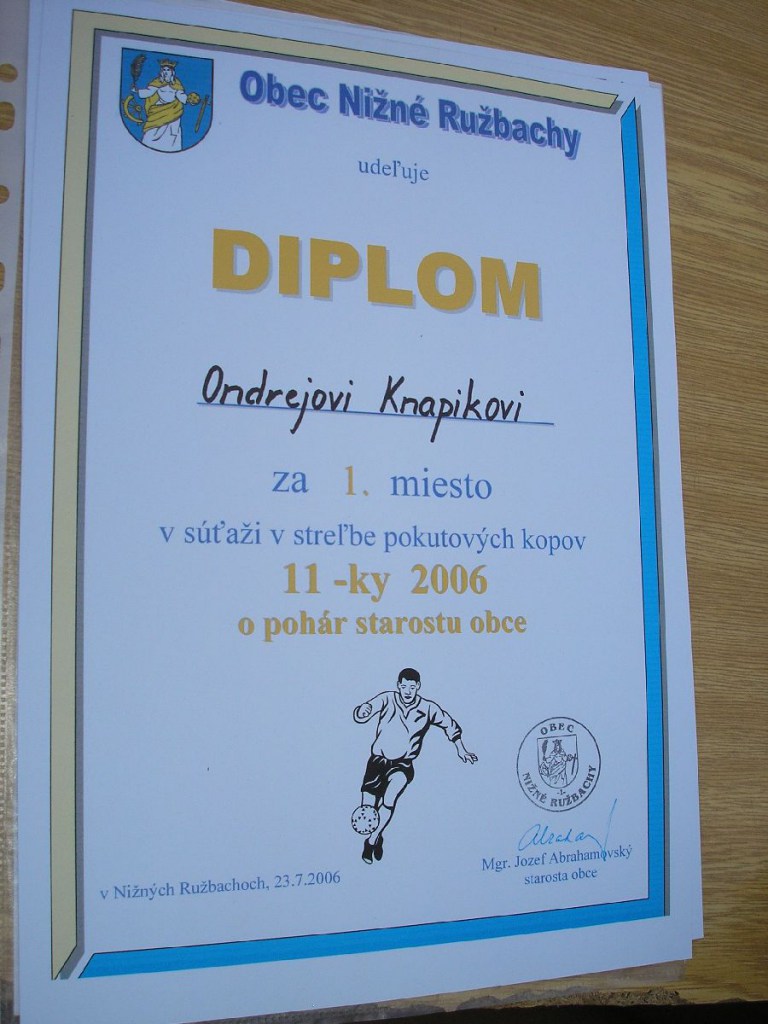 Obec Nižné Ružbachy
udeľuje
DIPLOM
Ondrejovi Knapikovi
za 1. miesto
v súťaži v streľbe pokutových kopov
11 -ky 2006
o pohár starostu obce
OBEC
-1-
NIŽNÉ RUŽBACHY
Mgr. Jozef Abrahamovský
starosta obce
v Nižných Ružbachoch, 23.7.2006